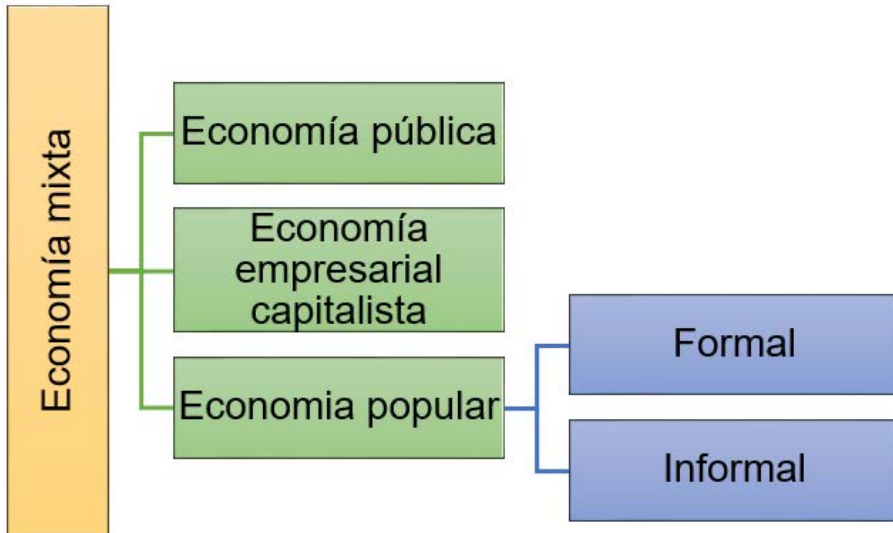 Economía mixta
Economía pública
Economía
empresarial
capitalista
Economia popular
Formal
Informal